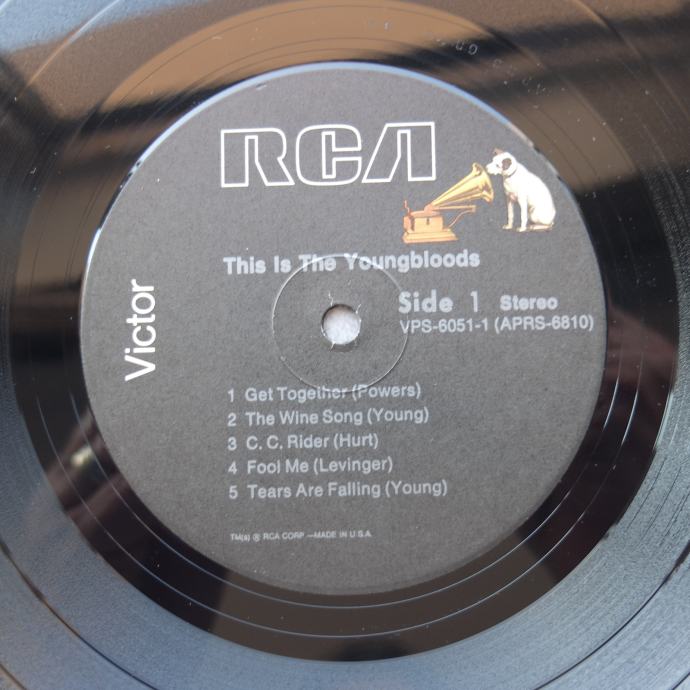 RCA
This Is The Youngbloods
Side 1 Stereo
VPS-6051-1 (APRS-6810)
Victor
1 Get Together (Powers)
2 The Wine Song (Young)
3 C. C. Rider (Hurt)
4 Fool Me (Levinger)
5 Tears Are Falling (Young)
TM(s) ® RCA CORP.—MADE IN U.S.A.